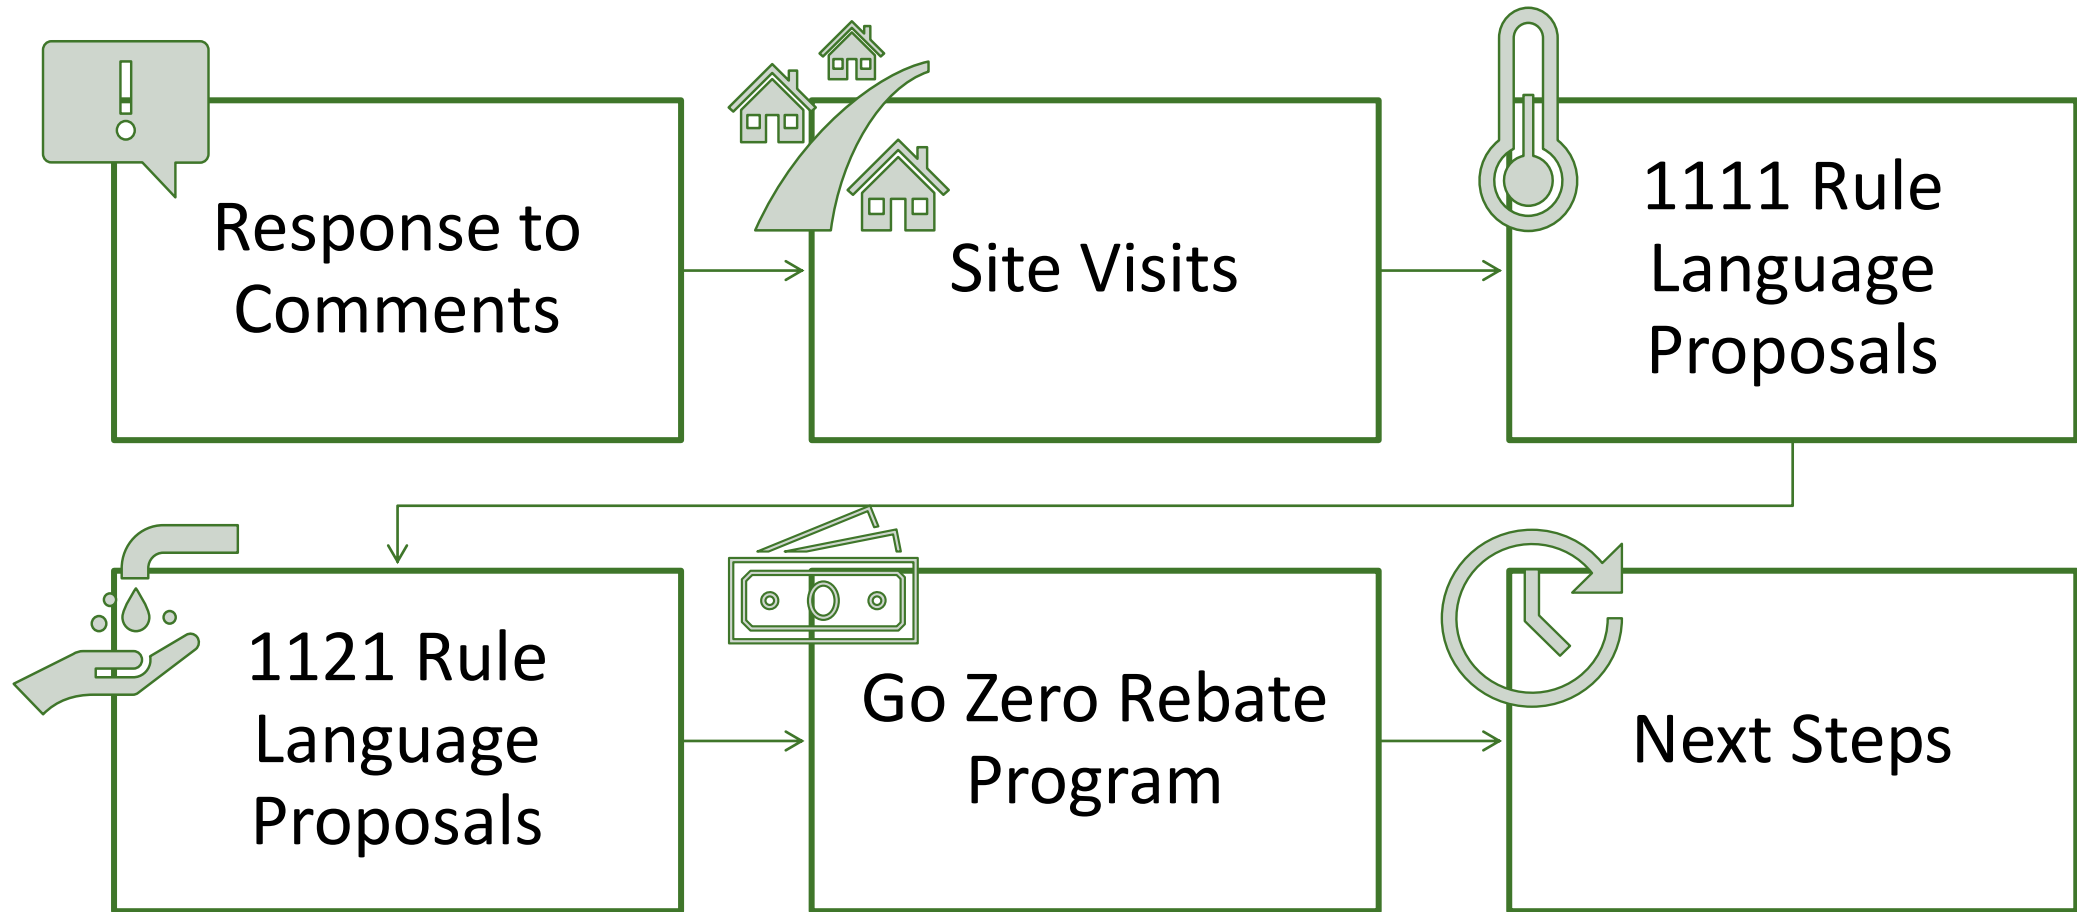 Response to
Comments
Site Visits
1111 Rule
Language
Proposals
1121 Rule
Language
Proposals
Go Zero Rebate
Program
Next Steps